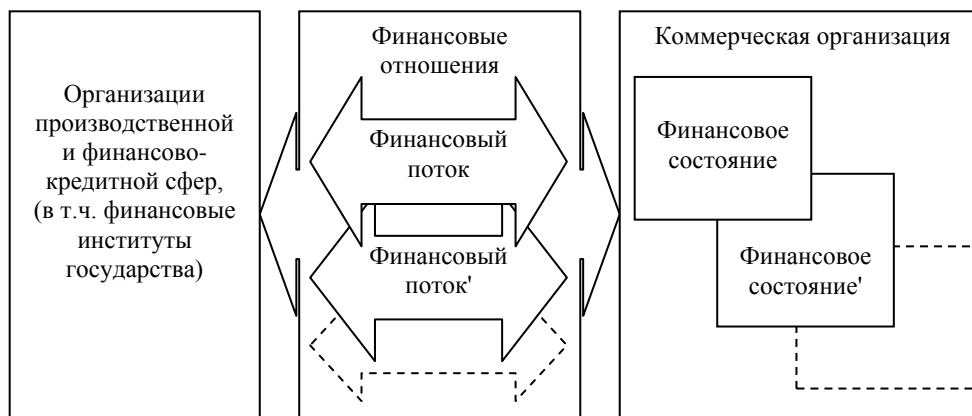 Организации
производственной
и финансово-
кредитной сфер,
(в т.ч. финансовые
институты
государства)
Финансовые
отношения
Финансовый
поток
Финансовый
поток'
Коммерческая организация
Финансовое
состояние
Финансовое
состояние'